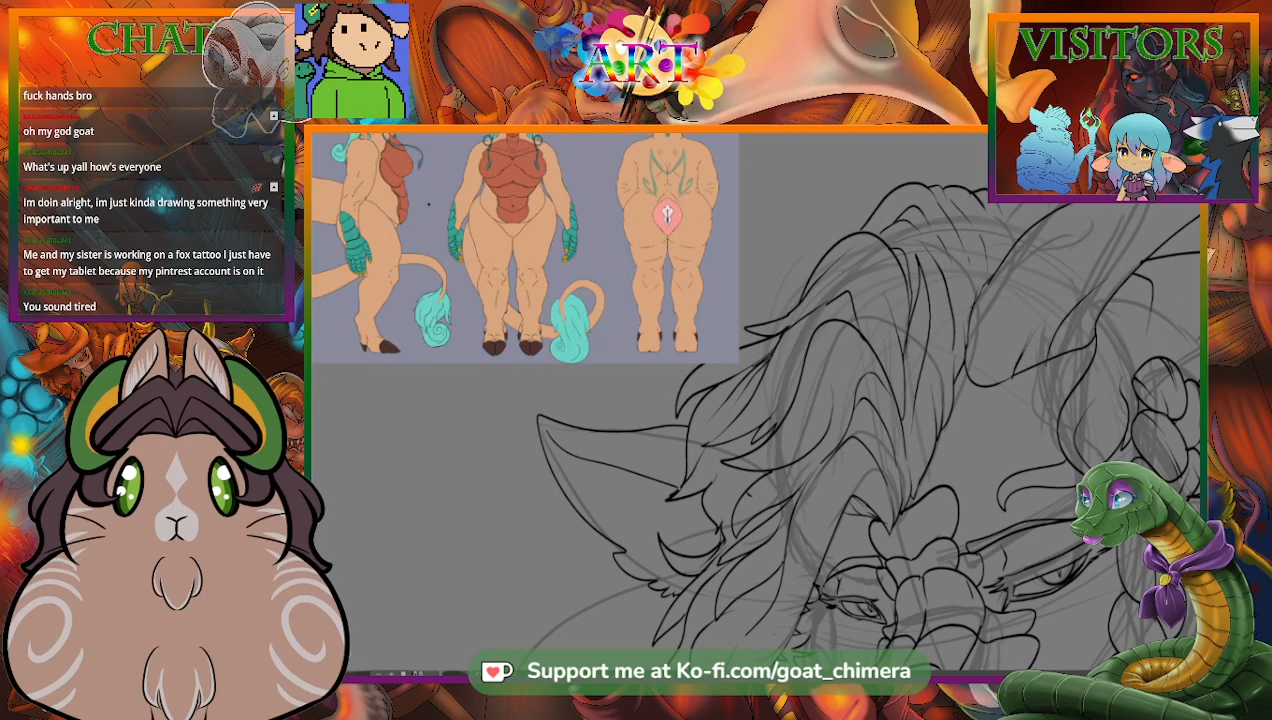 CHAT
ART
VISITORS
fuck hands bro
oh my god goat
What's up yall how's everyone
Im doin alright, im just kinda drawing something very
important to me
Me and my sister is working on a fox tattoo I just have
to get my tablet because my pintrest account is on it
You sound tired
Support me at Ko-fi.com/goat_chimera